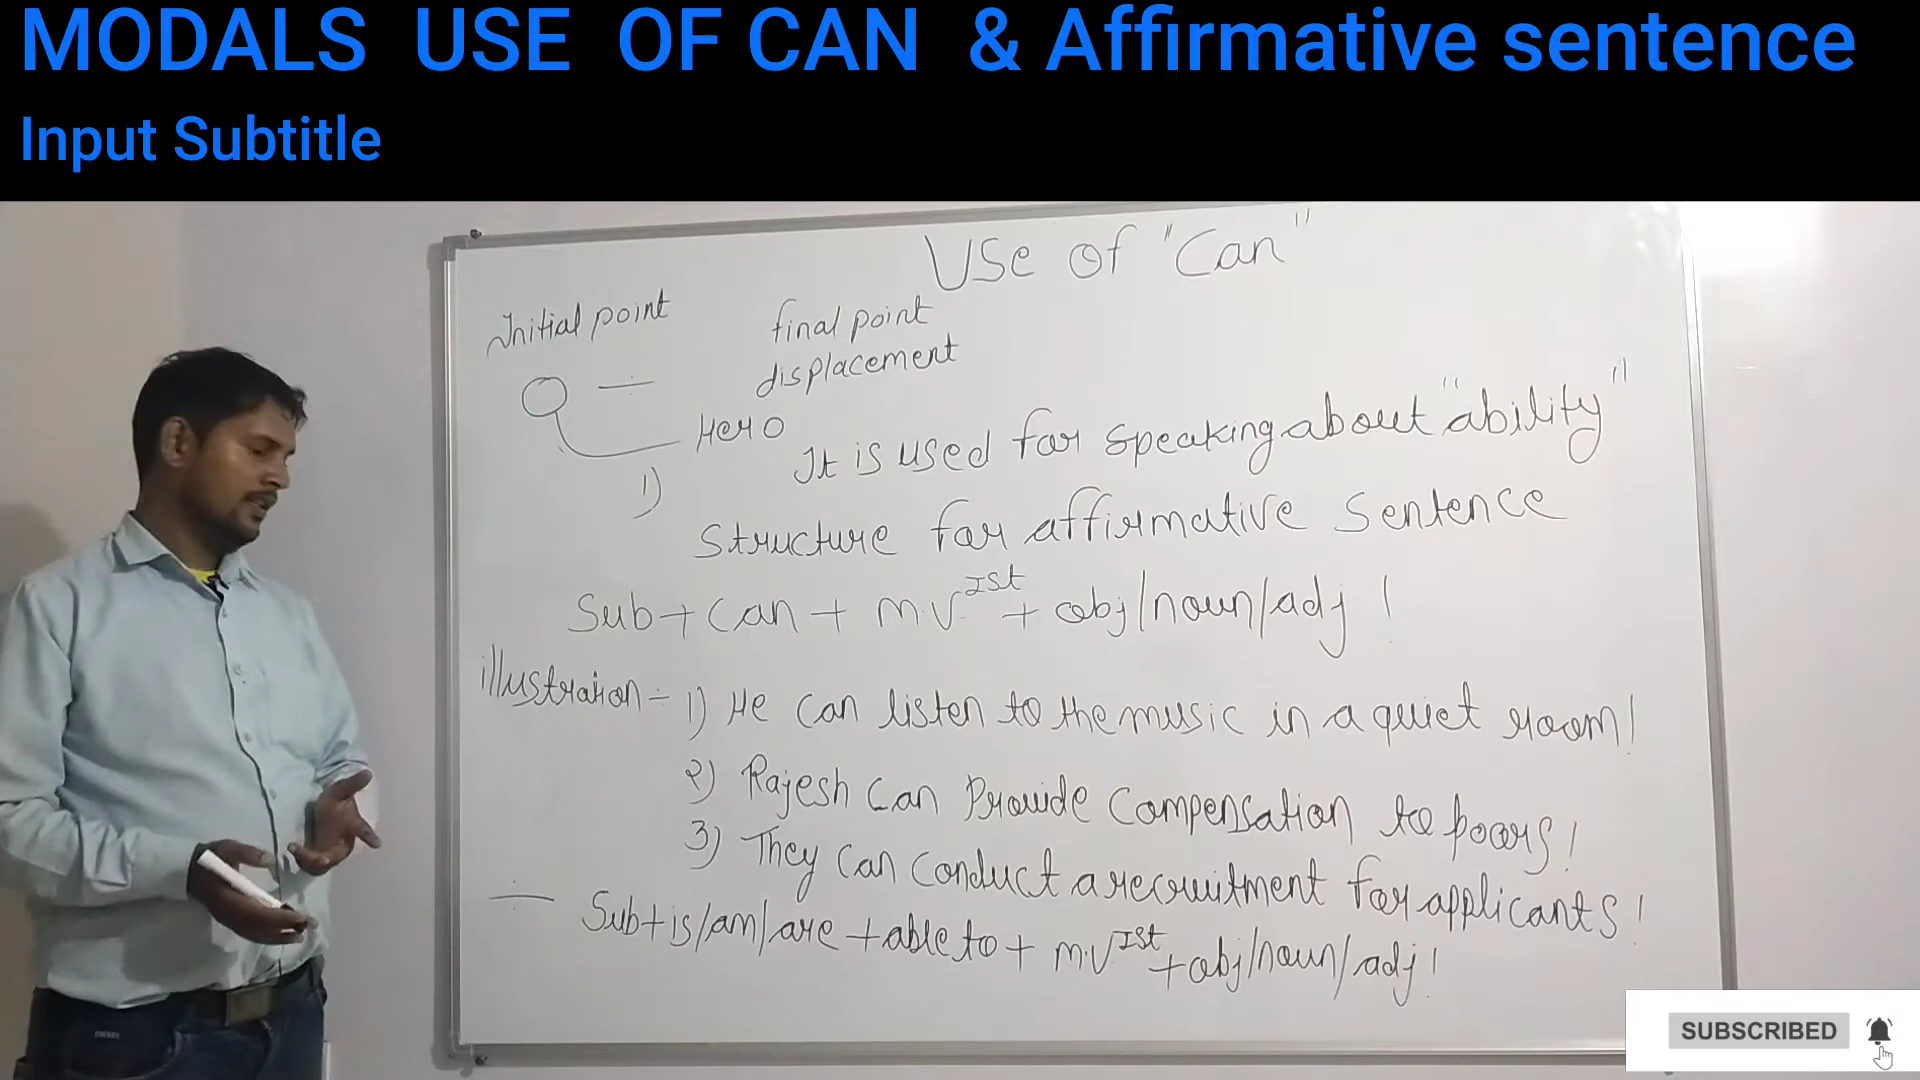 MODALS USE OF CAN & Affirmative sentence
Input Subtitle
Use of "Can"
Initial point
final point
displacement
Hero
1)
It is used for speaking about "ability"
Structure for affirmative Sentence
Sub + Can + m.v Ist + obj/noun/adj !
illustration ÷ 1) He can listen to the music in a quiet room!
2) Rajesh Can Provide Compensation to poors!
3) They can conduct a recruitment for applicants!
÷ Sub + is/am/are + able to + m.v Ist + obj/noun/adj !
SUBSCRIBED